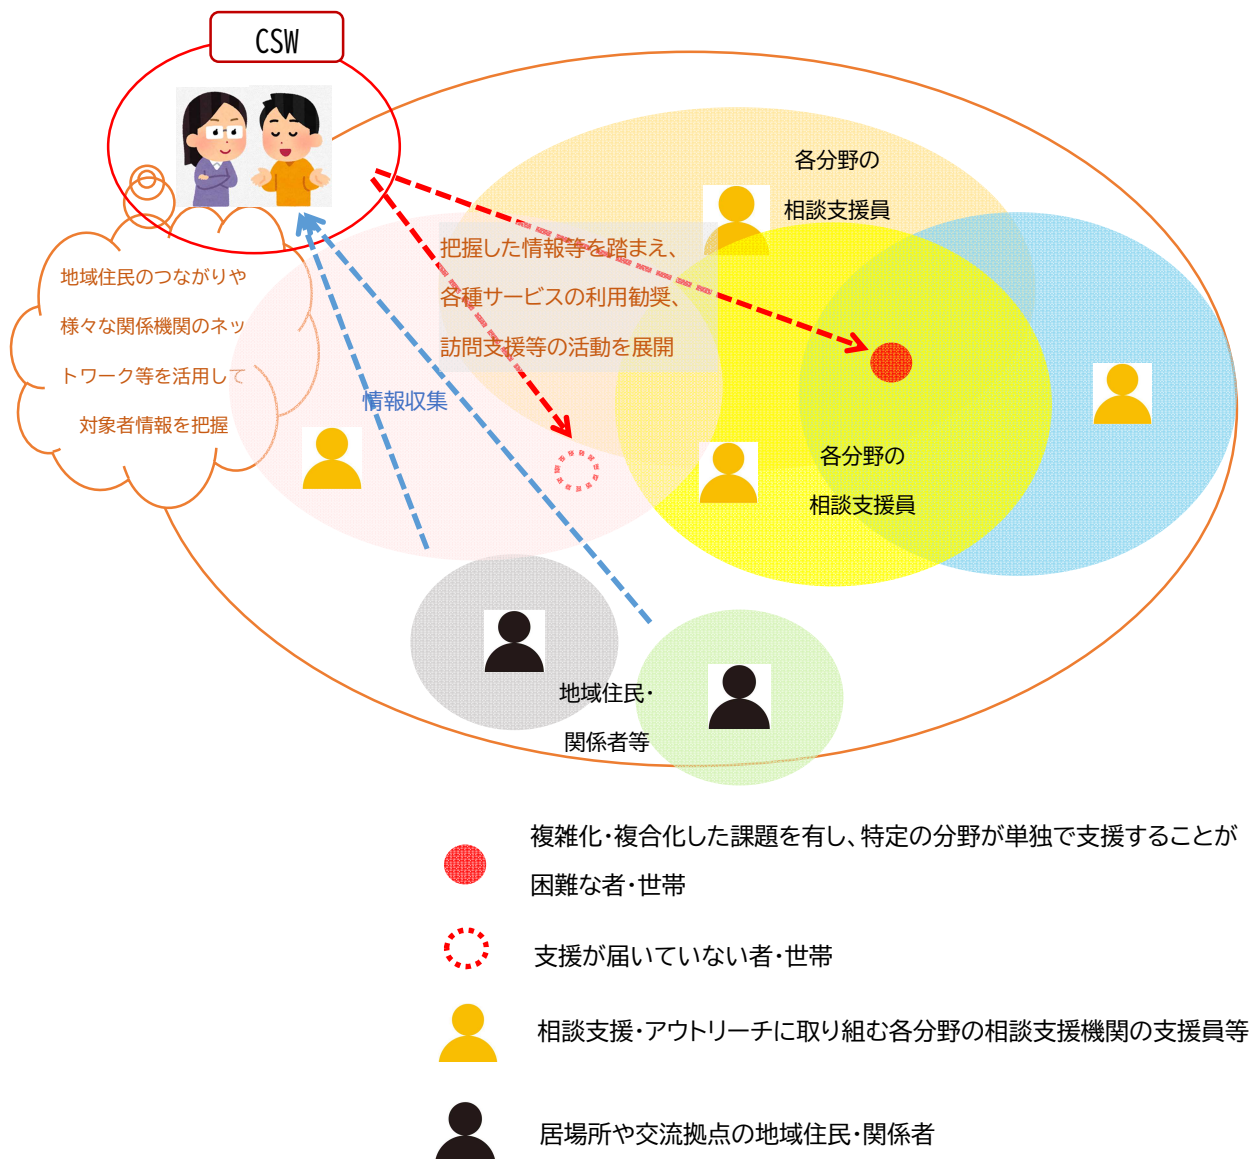 CSW
各分野の
相談支援員
把握した情報等を踏まえ、
各種サービスの利用勧奨、
訪問支援等の活動を展開
地域住民のつながりや
様々な関係機関のネッ
トワーク等を活用して
対象者情報を把握
情報収集
各分野の
相談支援員
地域住民・
関係者等
複雑化・複合化した課題を有し、特定の分野が単独で支援することが
困難な者・世帯
支援が届いていない者・世帯
相談支援・アウトリーチに取り組む各分野の相談支援機関の支援員等
居場所や交流拠点の地域住民・関係者